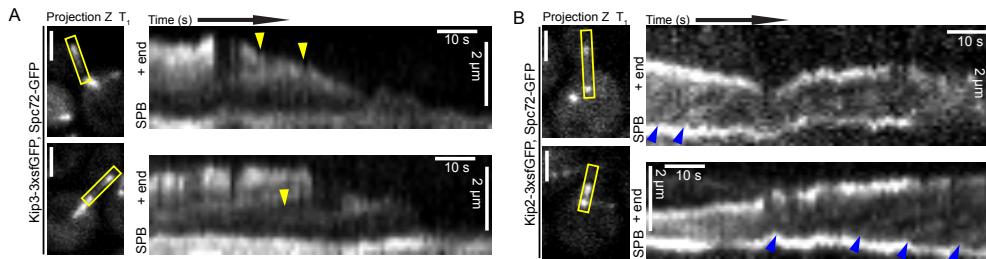 A
Projection Z T1
Time (s)
Kip3-3xsfGFP, Spc72-GFP
SPB + end
10 s
2 µm
SPB + end
10 s
2 µm
B
Projection Z T1
Time (s)
Kip2-3xsfGFP, Spc72-GFP
SPB + end
10 s
2 µm
SPB + end
10 s
2 µm